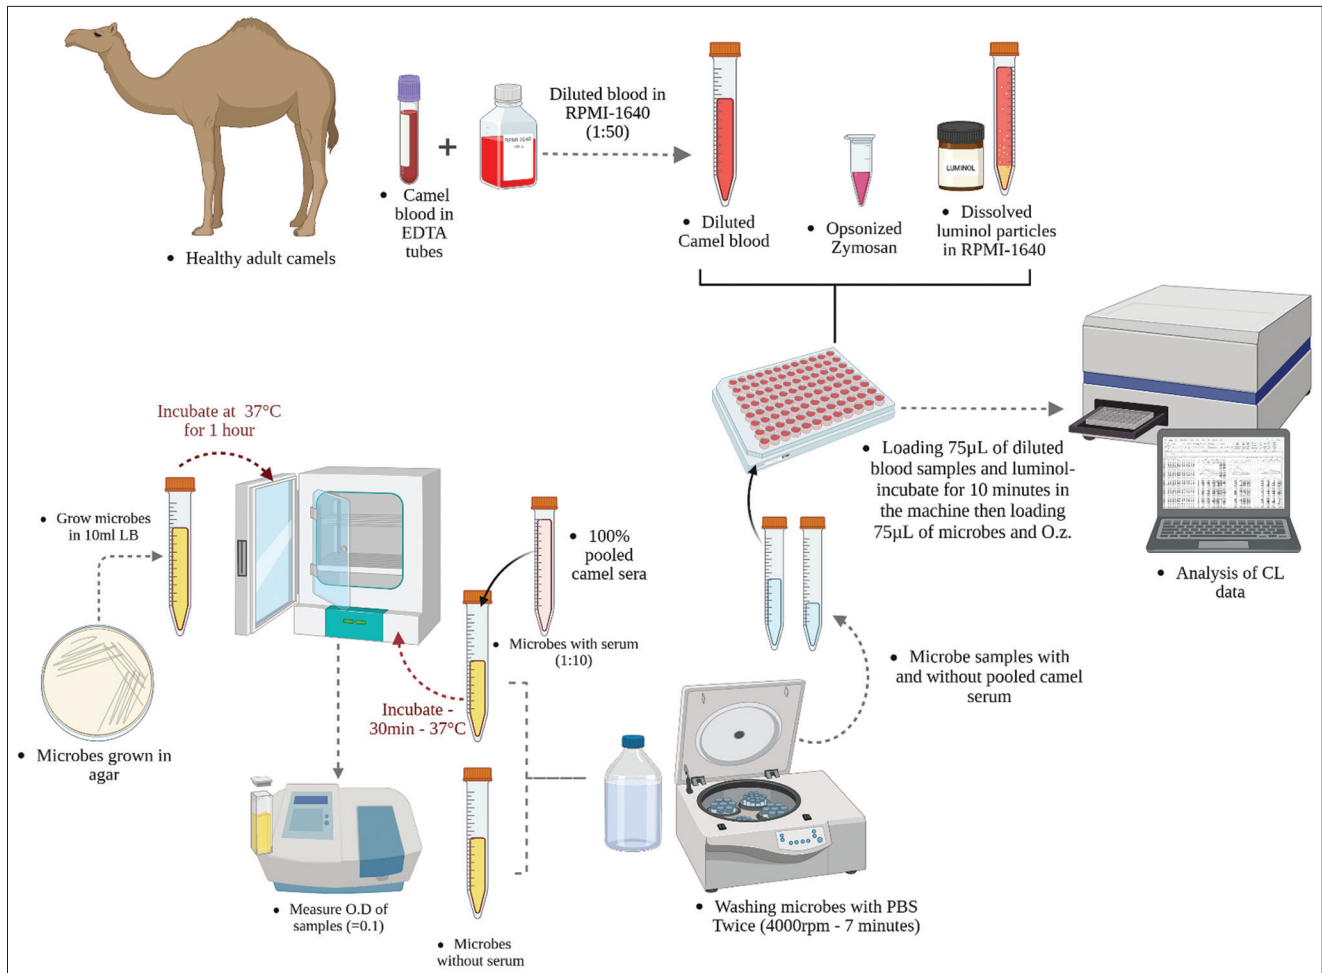 Diluted blood in
RPMI-1640
(1:50)
RPMI-1640
LUMINOL
• Camel
blood in
EDTA
tubes
• Healthy adult camels
• Diluted
Camel blood
• Opsonized
Zymosan
• Dissolved
luminol particles
in RPMI-1640
Incubate at 37°C
for 1 hour
• Grow microbes
in 10ml LB
• 100%
pooled
camel sera
• Microbes with serum
(1:10)
Incubate -
30min - 37°C
• Microbes grown in
agar
• Measure O.D of
samples (=0.1)
• Microbes
without serum
• Loading 75µL of diluted
blood samples and luminol-
incubate for 10 minutes in
the machine then loading
75µL of microbes and O.z.
• Analysis of CL
data
• Microbe samples with
and without pooled camel
serum
• Washing microbes with PBS
Twice (4000rpm - 7 minutes)